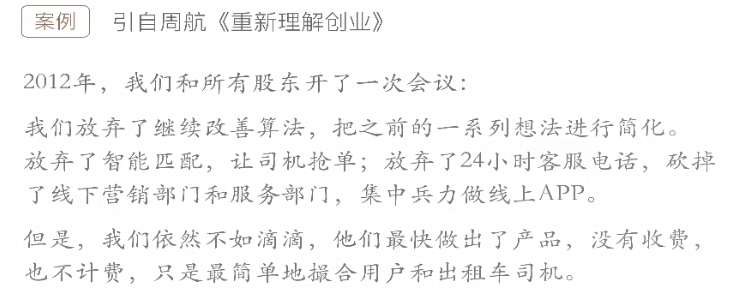 案例 引自周航《重新理解创业》
2012年，我们和所有股东开了一次会议：
我们放弃了继续改善算法，把之前的一系列想法进行简化。
放弃了智能匹配，让司机抢单；放弃了24小时客服电话，砍掉
了线下营销部门和服务部门，集中兵力做线上APP。
但是，我们依然不如滴滴，他们最快做出了产品，没有收费，
也不计费，只是最简单地撮合用户和出租车司机。